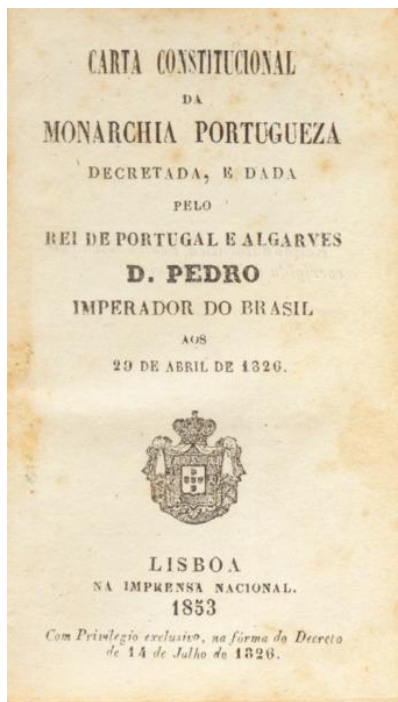 CARTA CONSTITUCIONAL
DA
MONARCHIA PORTUGUEZA
DECRETADA, E DADA
PELO
REI DE PORTUGAL E ALGARVES
D. PEDRO
IMPERADOR DO BRASIL
AOS
29 DE ABRIL DE 1826.
LISBOA
NA IMPRENSA NACIONAL.
1853
Com Privilegio exclusivo, na fórma do Decreto
de 14 de Julho de 1826.